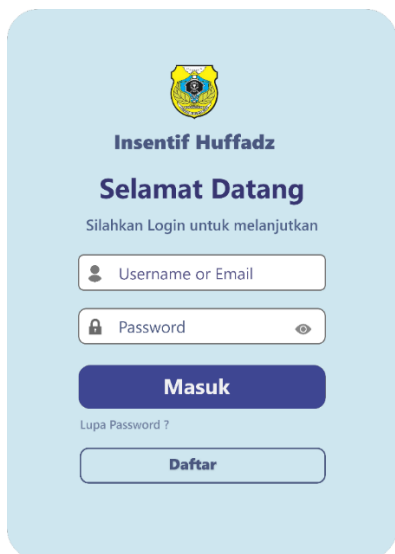 Insentif Huffadz
Selamat Datang
Silahkan Login untuk melanjutkan
Username or Email
Password
Masuk
Lupa Password ?
Daftar